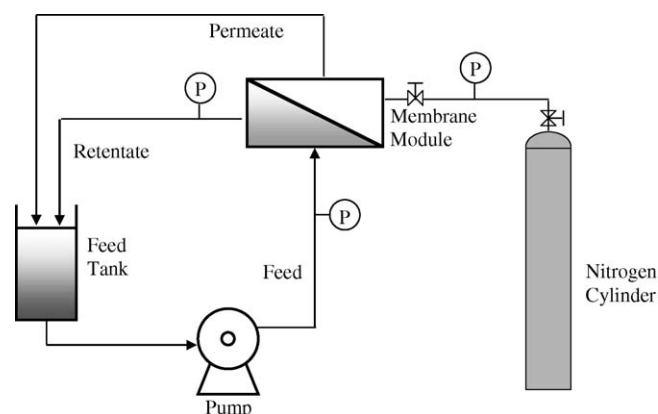 Permeate
P
P
Membrane
Module
Retentate
P
Feed
Tank
Feed
Nitrogen
Cylinder
Pump